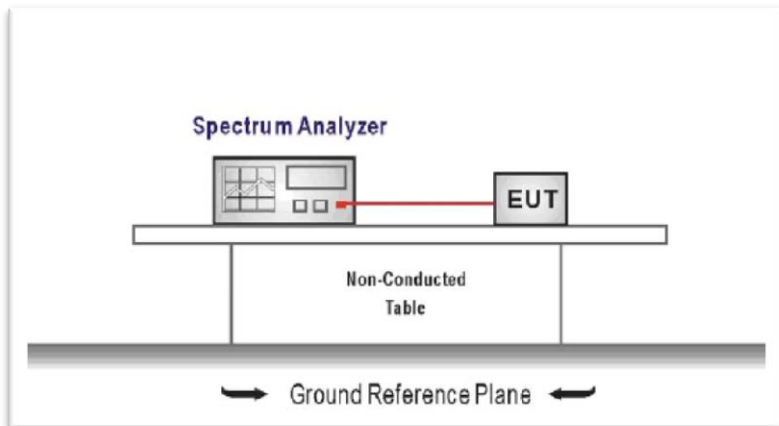 Spectrum Analyzer
EUT
Non-Conducted
Table
Ground Reference Plane